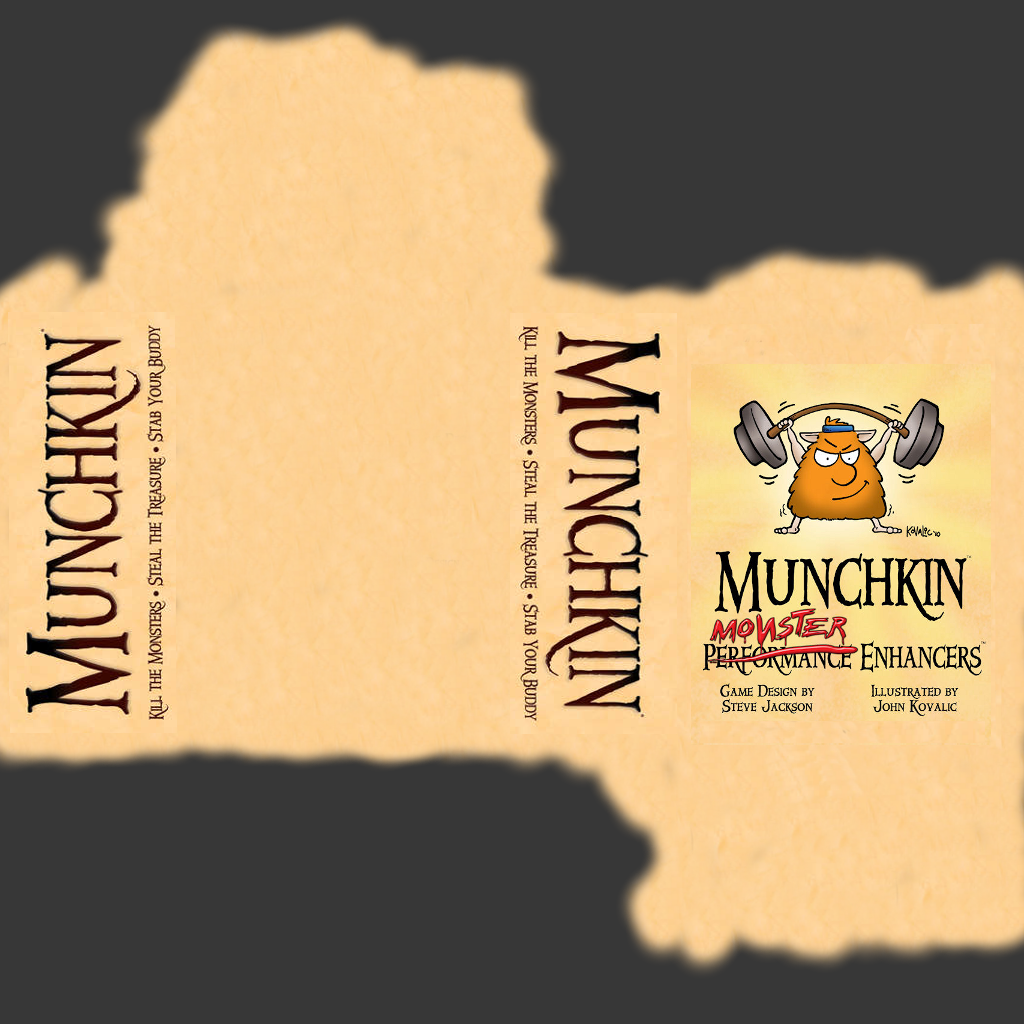 MUNCHKIN
KILL THE MONSTERS • STEAL THE TREASURE • STAB YOUR BUDDY
MUNCHKIN
KILL THE MONSTERS • STEAL THE TREASURE • STAB YOUR BUDDY
KOVALIC '10
MUNCHKIN™
MONSTER
PERFORMANCE ENHANCERS™
GAME DESIGN BY
STEVE JACKSON
ILLUSTRATED BY
JOHN KOVALIC